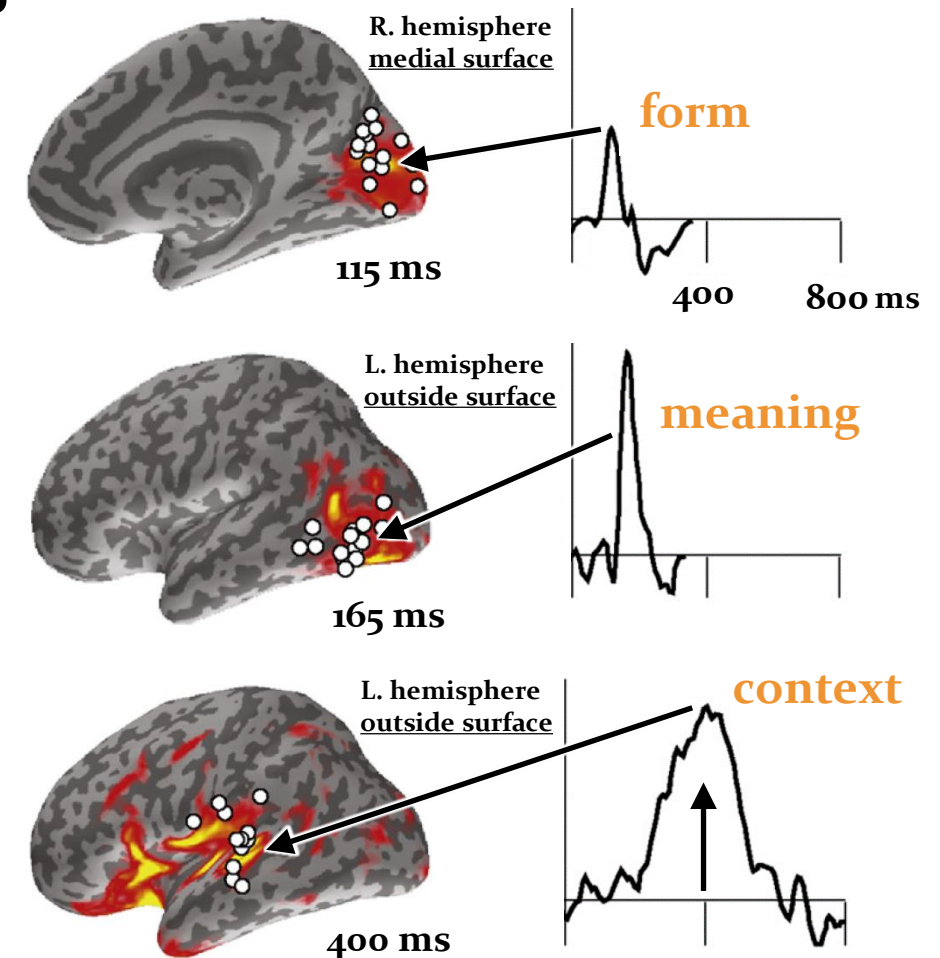 R. hemisphere
medial surface
form
115 ms
400
800 ms
L. hemisphere
outside surface
meaning
165 ms
L. hemisphere
outside surface
context
400 ms